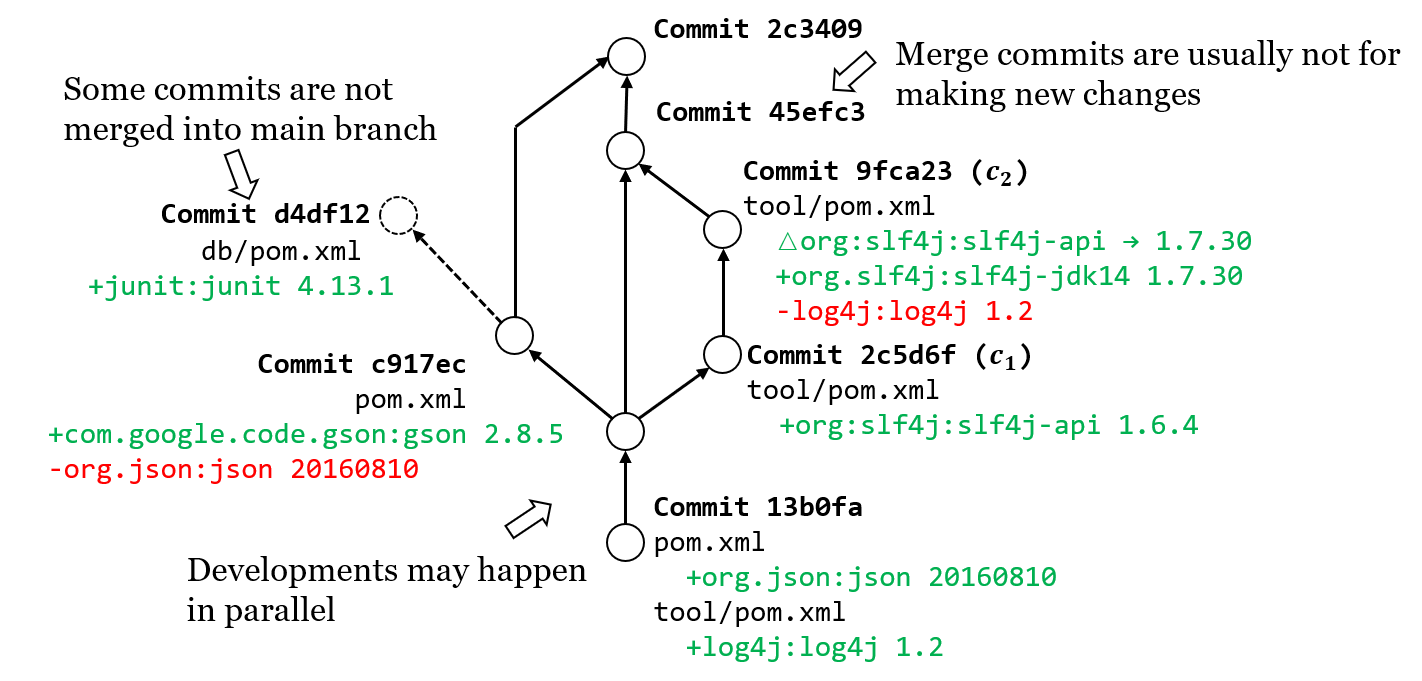 Commit 2c3409
Merge commits are usually not for
making new changes
Some commits are not
merged into main branch
Commit 45efc3
Commit 9fca23 (c₂)
tool/pom.xml
△org:slf4j:slf4j-api → 1.7.30
+org.slf4j:slf4j-jdk14 1.7.30
-log4j:log4j 1.2
Commit d4df12
db/pom.xml
+junit:junit 4.13.1
Commit 2c5d6f (c₁)
tool/pom.xml
+org:slf4j:slf4j-api 1.6.4
Commit c917ec
pom.xml
+com.google.code.gson:gson 2.8.5
-org.json:json 20160810
Commit 13b0fa
pom.xml
+org.json:json 20160810
tool/pom.xml
+log4j:log4j 1.2
Developments may happen
in parallel